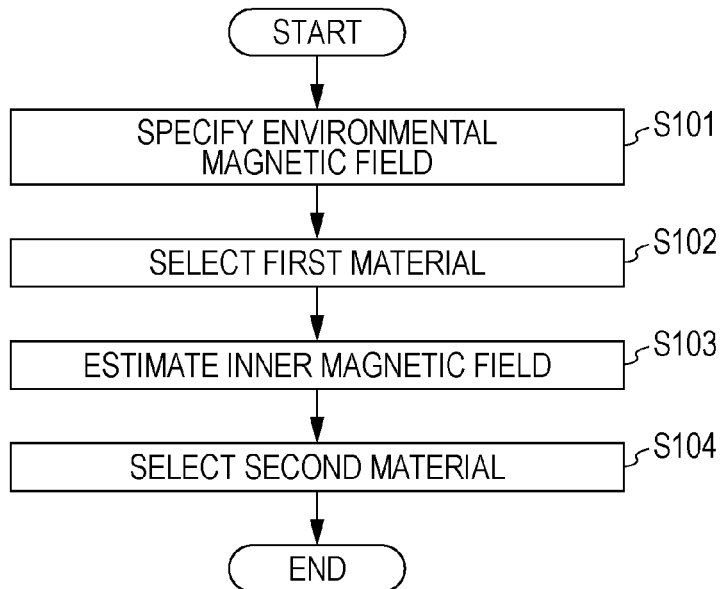 START
SPECIFY ENVIRONMENTAL
MAGNETIC FIELD
S101
SELECT FIRST MATERIAL
S102
ESTIMATE INNER MAGNETIC FIELD
S103
SELECT SECOND MATERIAL
S104
END